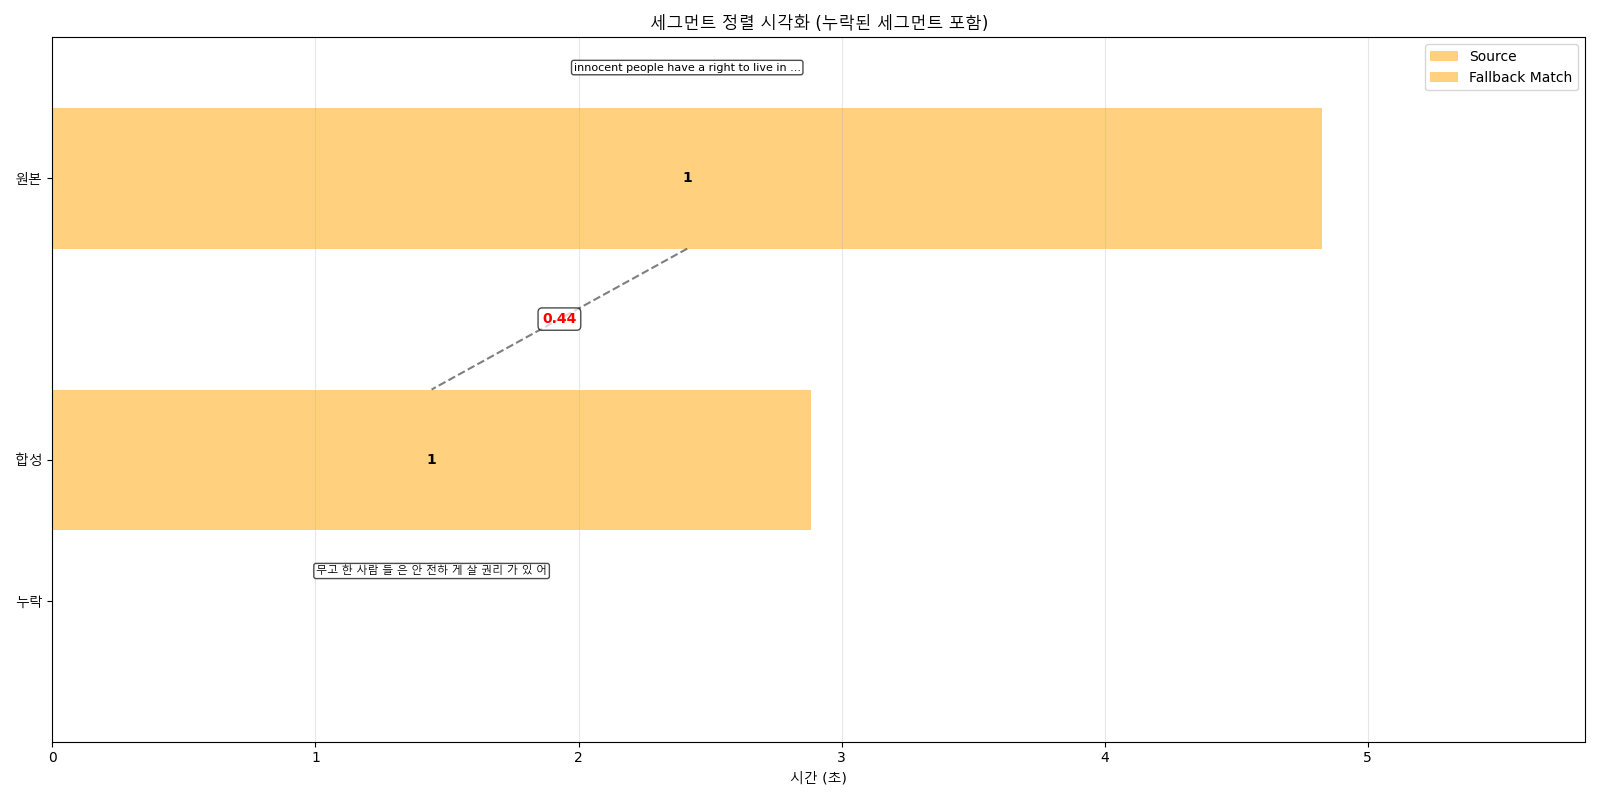 세그먼트 정렬 시각화 (누락된 세그먼트 포함)
Source
Fallback Match
innocent people have a right to live in ...
원본
1
0.44
합성
1
무고 한 사람 들 은 안 전하 게 살 권리 가 있 어
누락
0 1 2 3 4 5
시간 (초)